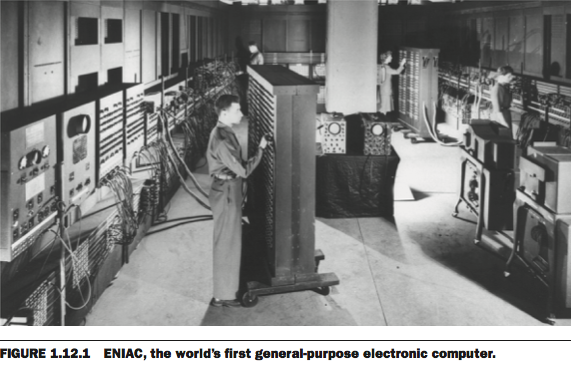 FIGURE 1.12.1 ENIAC, the world's first general-purpose electronic computer.